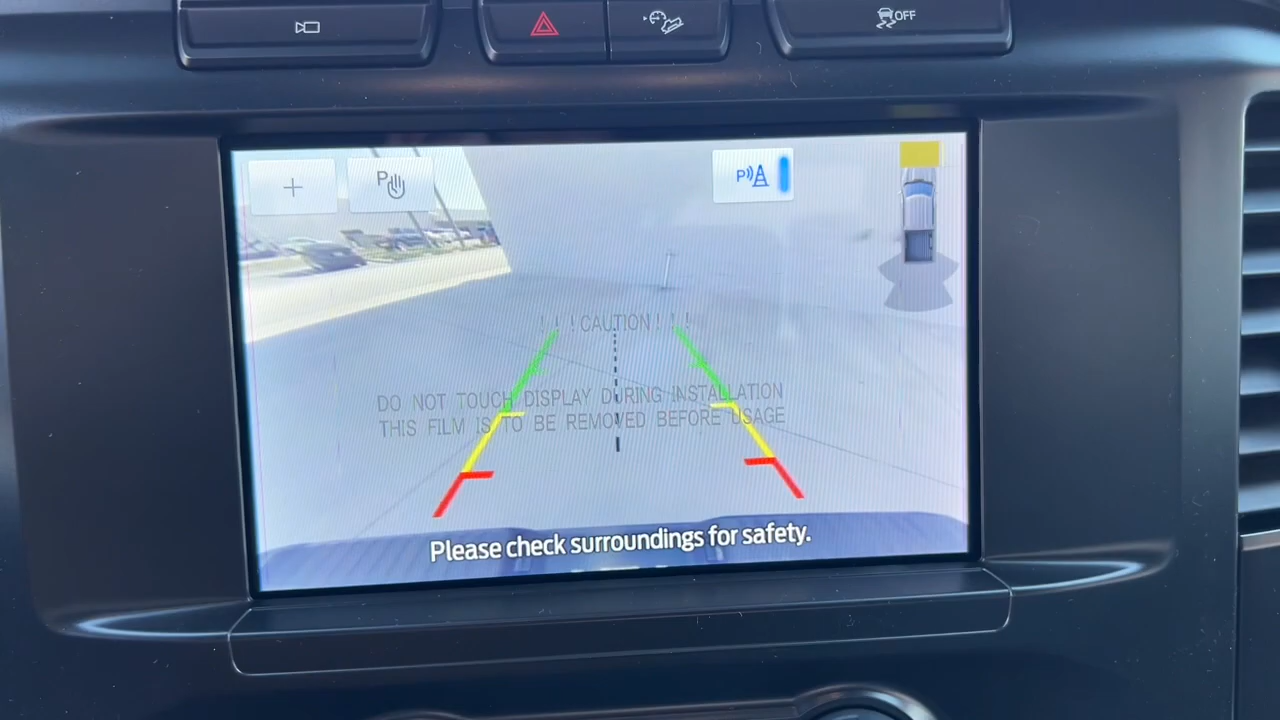 OFF
P
P
! ! ! CAUTION ! ! !
DO NOT TOUCH DISPLAY DURING INSTALLATION
THIS FILM IS TO BE REMOVED BEFORE USAGE
Please check surroundings for safety.